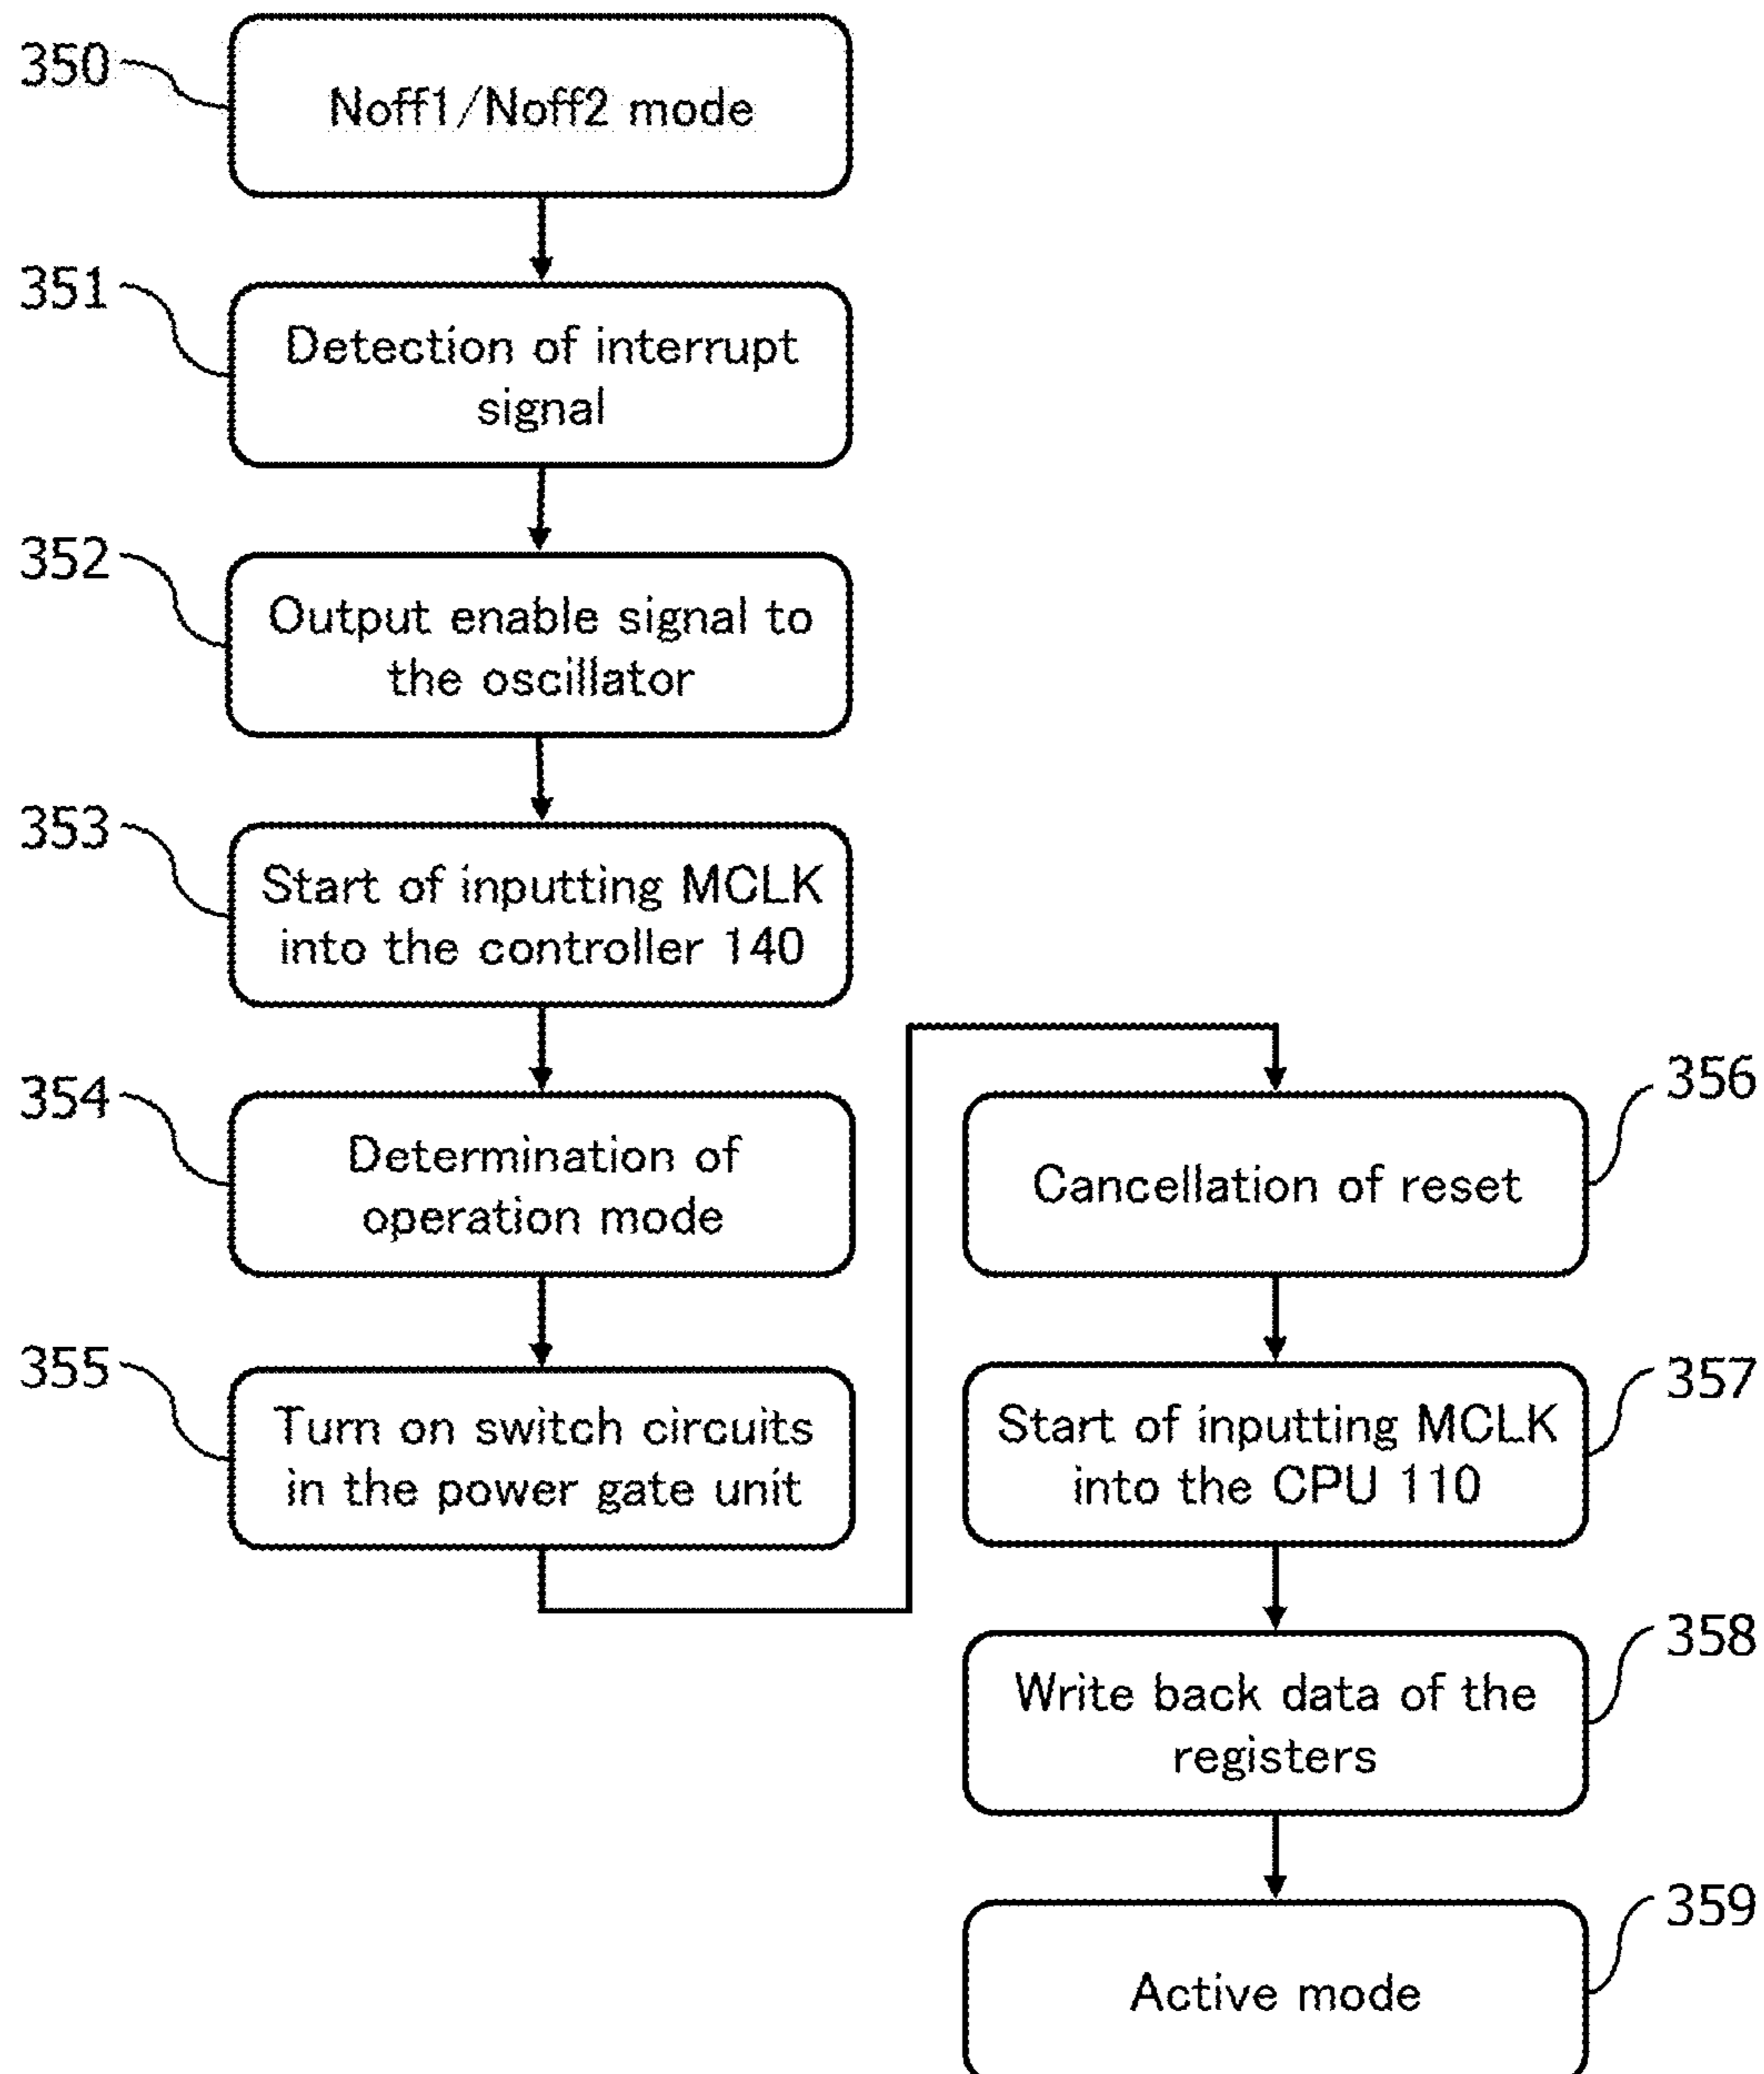 350
Noff1/Noff2 mode
351
Detection of interrupt
signal
352
Output enable signal to
the oscillator
353
Start of inputting MCLK
into the controller 140
354
Determination of
operation mode
355
Turn on switch circuits
in the power gate unit
356
Cancellation of reset
357
Start of inputting MCLK
into the CPU 110
358
Write back data of the
registers
359
Active mode